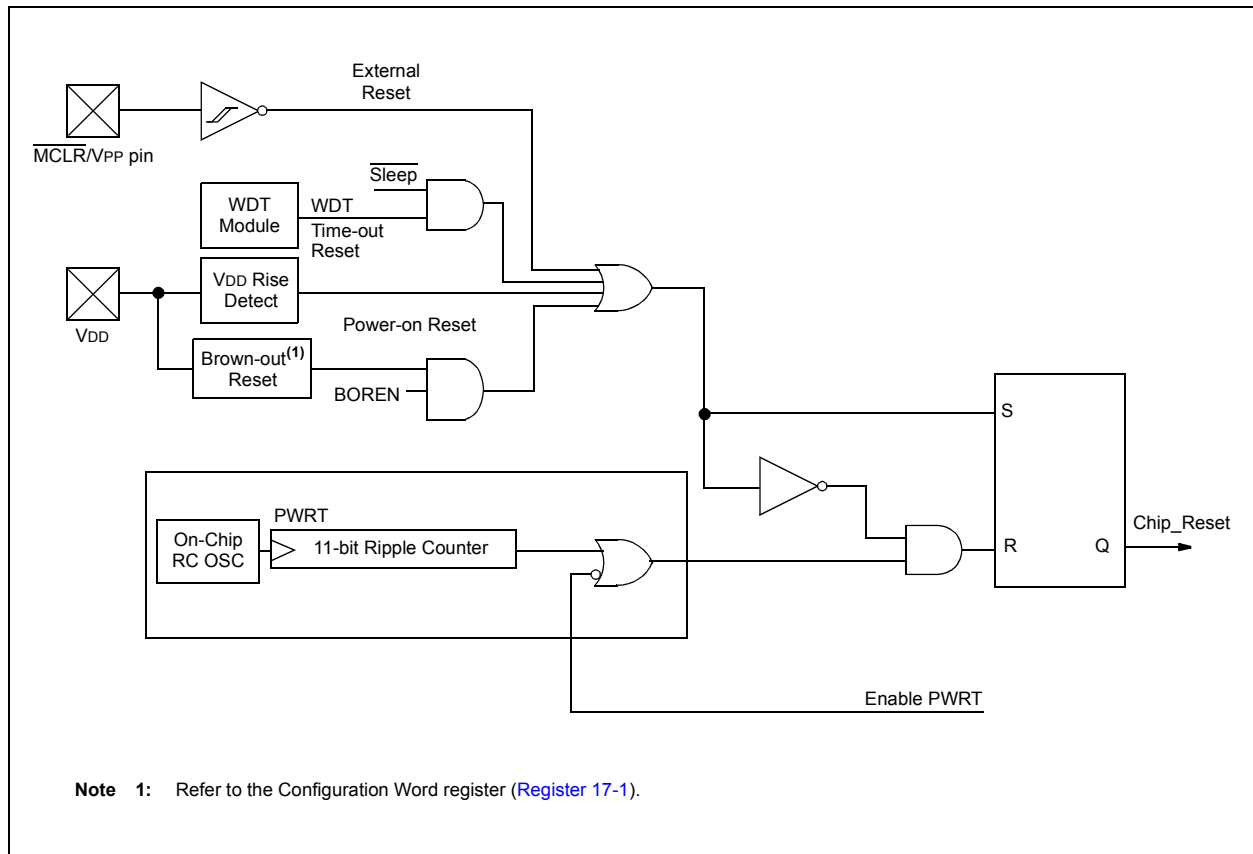 External
Reset
MCLR/VPP pin
Sleep
WDT
Module
WDT
Time-out
Reset
VDD
VDD Rise
Detect
Power-on Reset
Brown-out(1)
Reset
BOREN
S
PWRT
On-Chip
RC OSC
11-bit Ripple Counter
R
Q
Chip_Reset
Enable PWRT
Note 1: Refer to the Configuration Word register (Register 17-1).